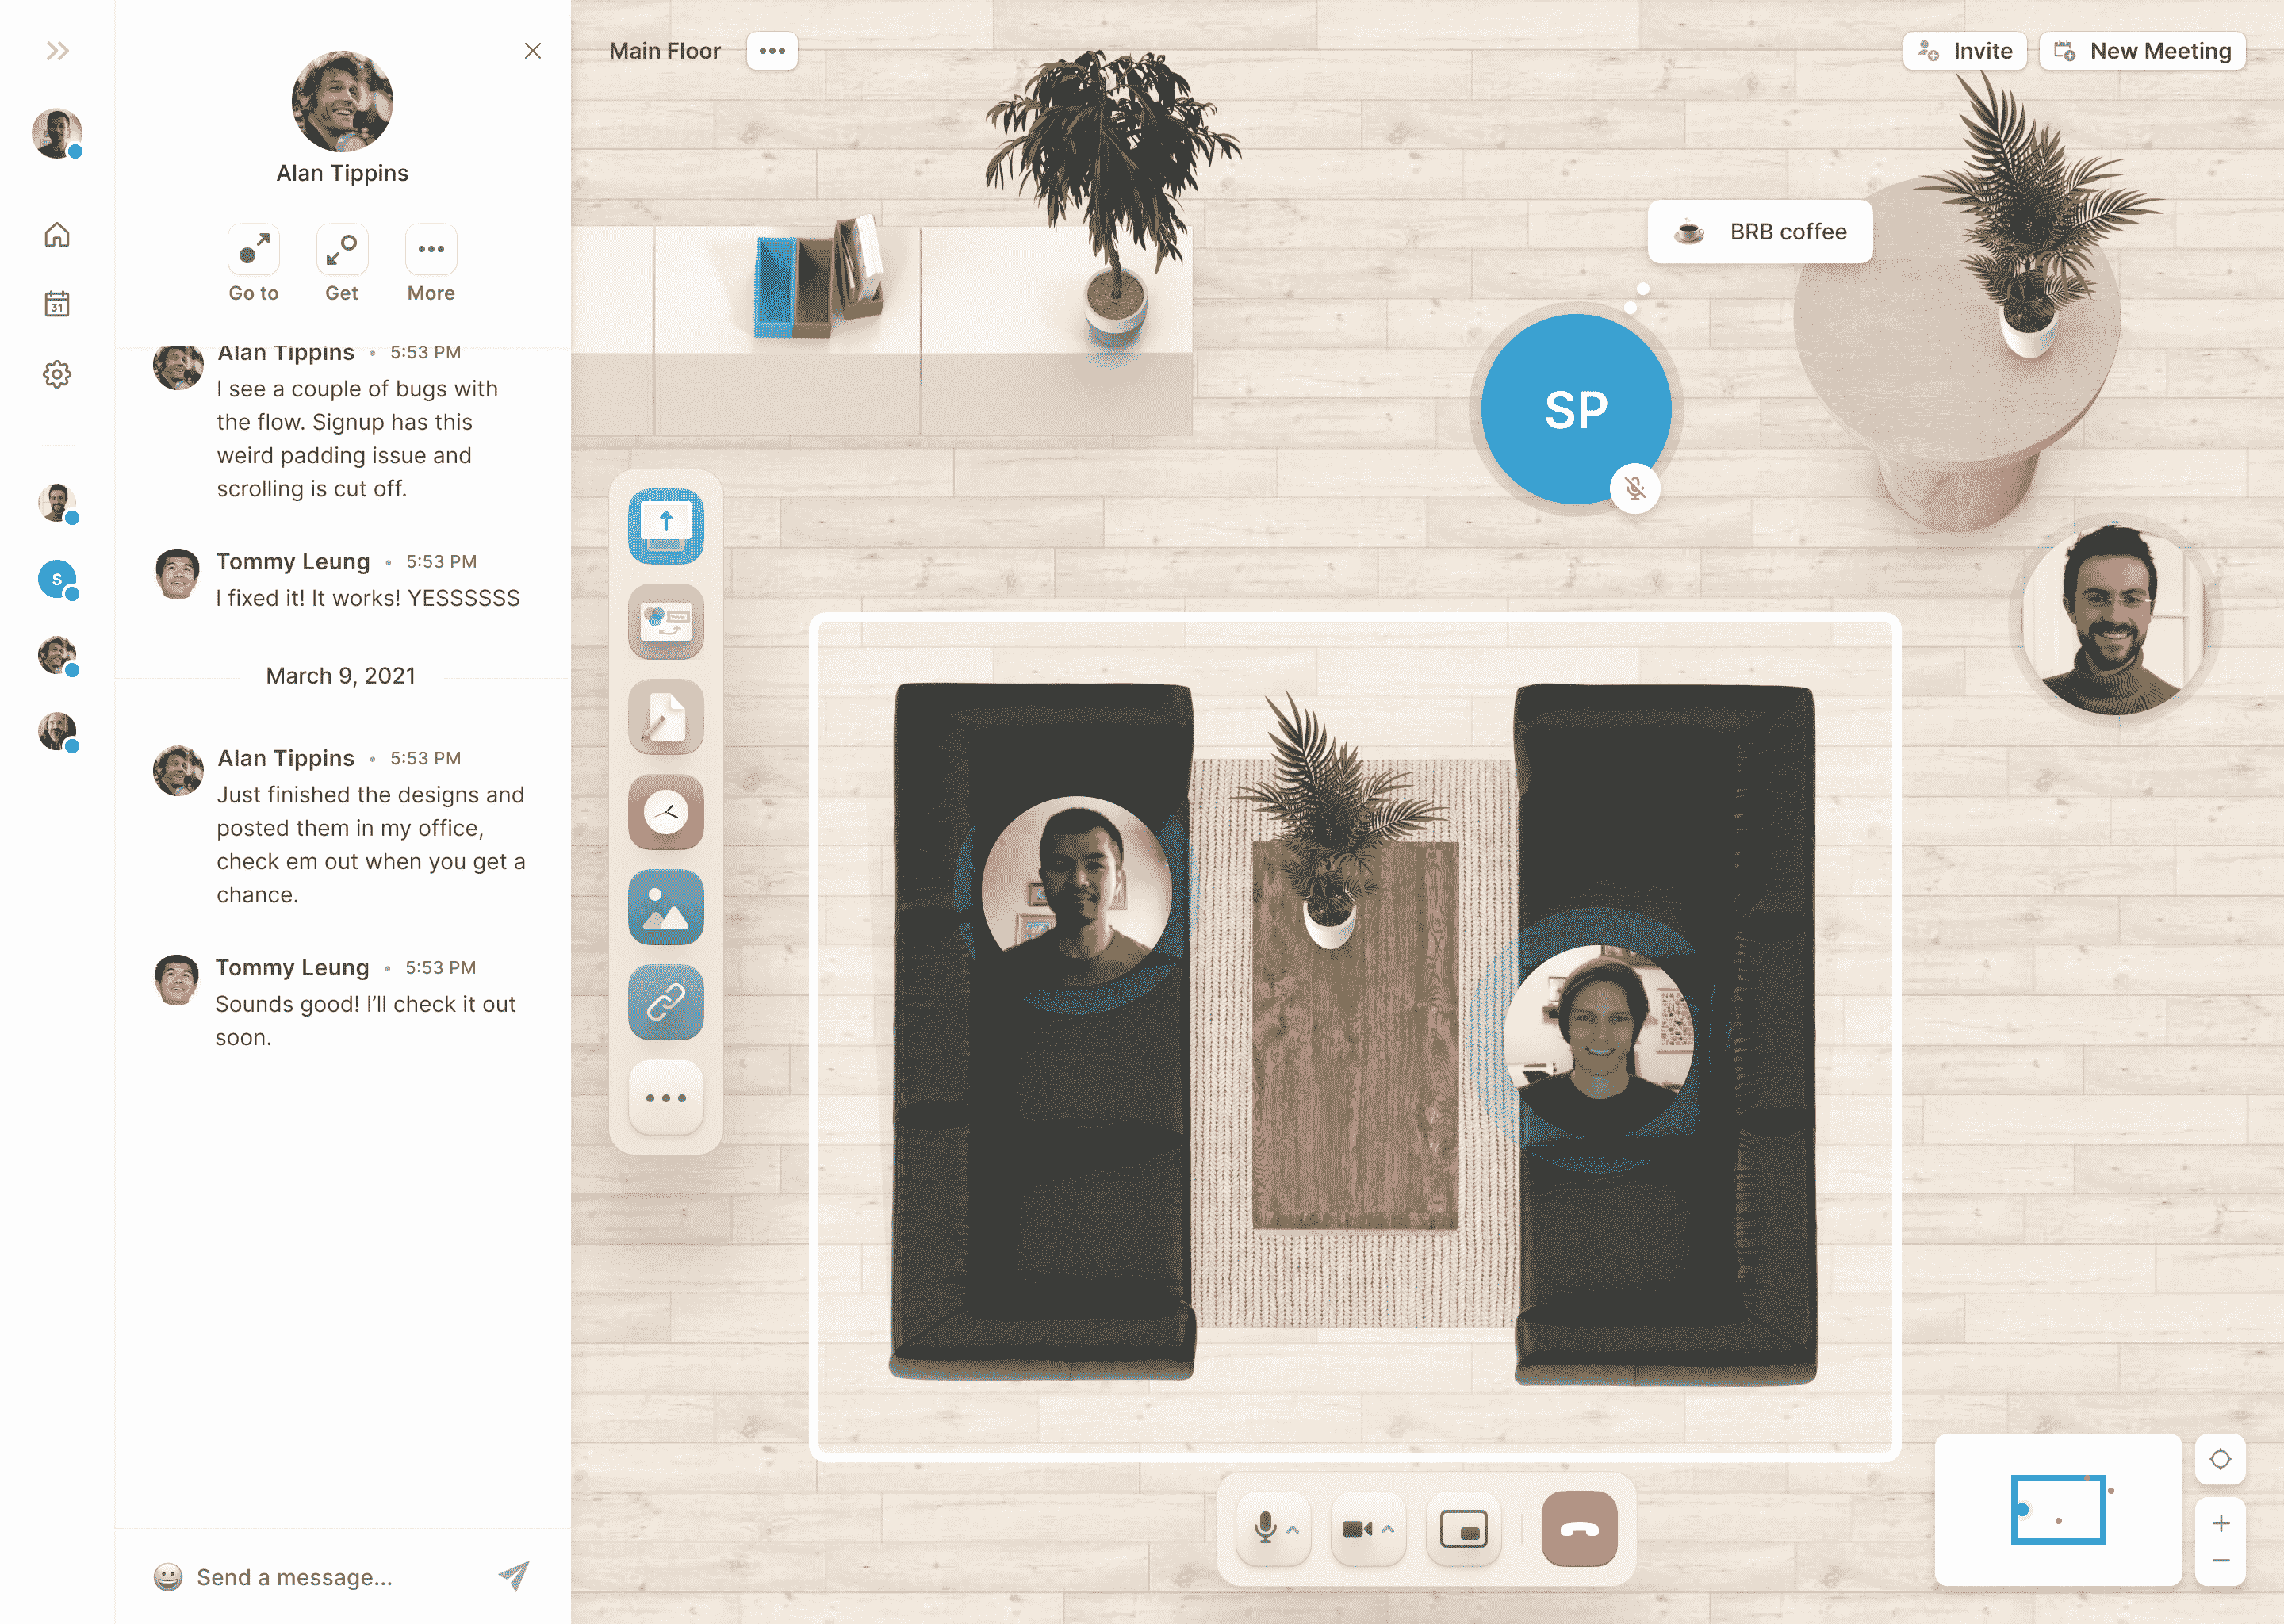 Alan Tippins
Go to
Get
More
Alan Tippins • 5:53 PM
I see a couple of bugs with
the flow. Signup has this
weird padding issue and
scrolling is cut off.
Tommy Leung • 5:53 PM
I fixed it! It works! YESSSSSS
March 9, 2021
Alan Tippins • 5:53 PM
Just finished the designs and
posted them in my office,
check em out when you get a
chance.
Tommy Leung • 5:53 PM
Sounds good! I’ll check it out
soon.
Send a message...
31
S
Main Floor
Invite
New Meeting
BRB coffee
SP